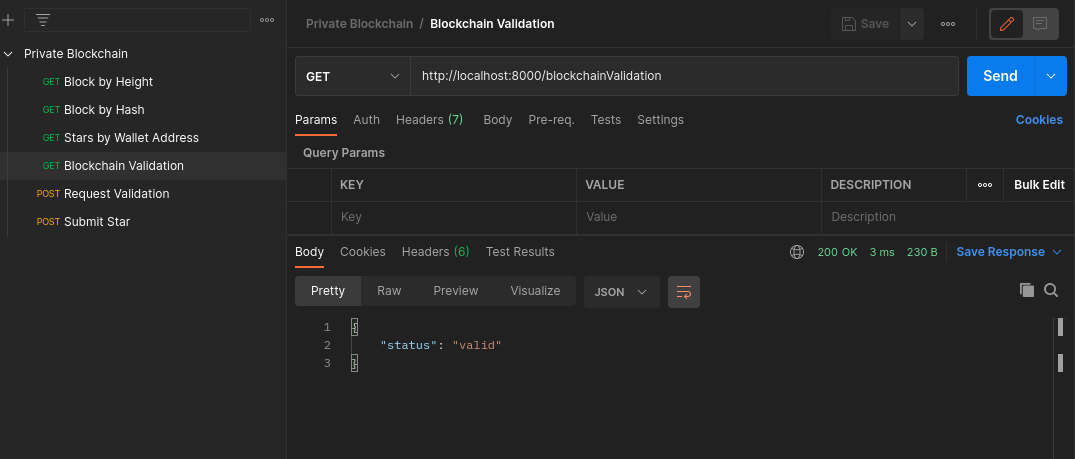 Private Blockchain
GET Block by Height
GET Block by Hash
GET Stars by Wallet Address
GET Blockchain Validation
POST Request Validation
POST Submit Star
Private Blockchain / Blockchain Validation
Save
GET http://localhost:8000/blockchainValidation Send
Params Auth Headers (7) Body Pre-req. Tests Settings Cookies
Query Params
KEY VALUE DESCRIPTION Bulk Edit
Key Value Description
Body Cookies Headers (6) Test Results 200 OK 3 ms 230 B Save Response
Pretty Raw Preview Visualize JSON
1 {
2 "status": "valid"
3 }